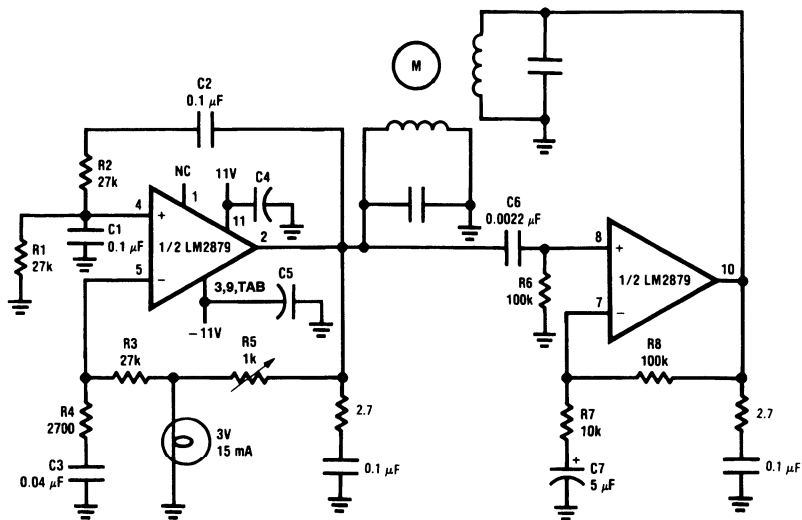 M
C2
0.1 μF
R2
27k
NC
1
11V
C4
11
4
+
C1
0.1 μF
1/2 LM2879
2
R1
27k
5
−
3,9,TAB
C5
−11V
C6
0.0022 μF
8
+
R6
100k
1/2 LM2879
10
7
−
R3
27k
R5
1k
R8
100k
R4
2700
3V
15 mA
2.7
R7
10k
2.7
C3
0.04 μF
0.1 μF
+
C7
5 μF
0.1 μF